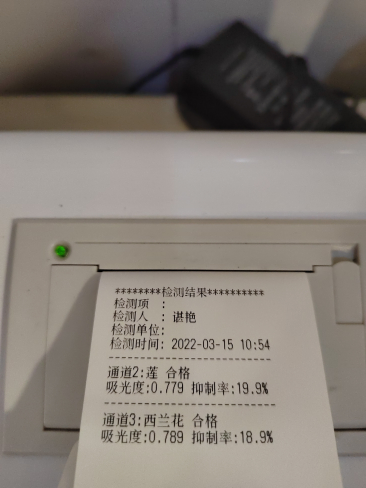 ********检测结果**********
检测项  :
检测人  : 谌艳
检测单位:
检测时间: 2022-03-15 10:54
--------------------------
通道2:莲 合格
吸光度:0.779 抑制率:19.9%
--------------------------
通道3:西兰花 合格
吸光度:0.789 抑制率:18.9%